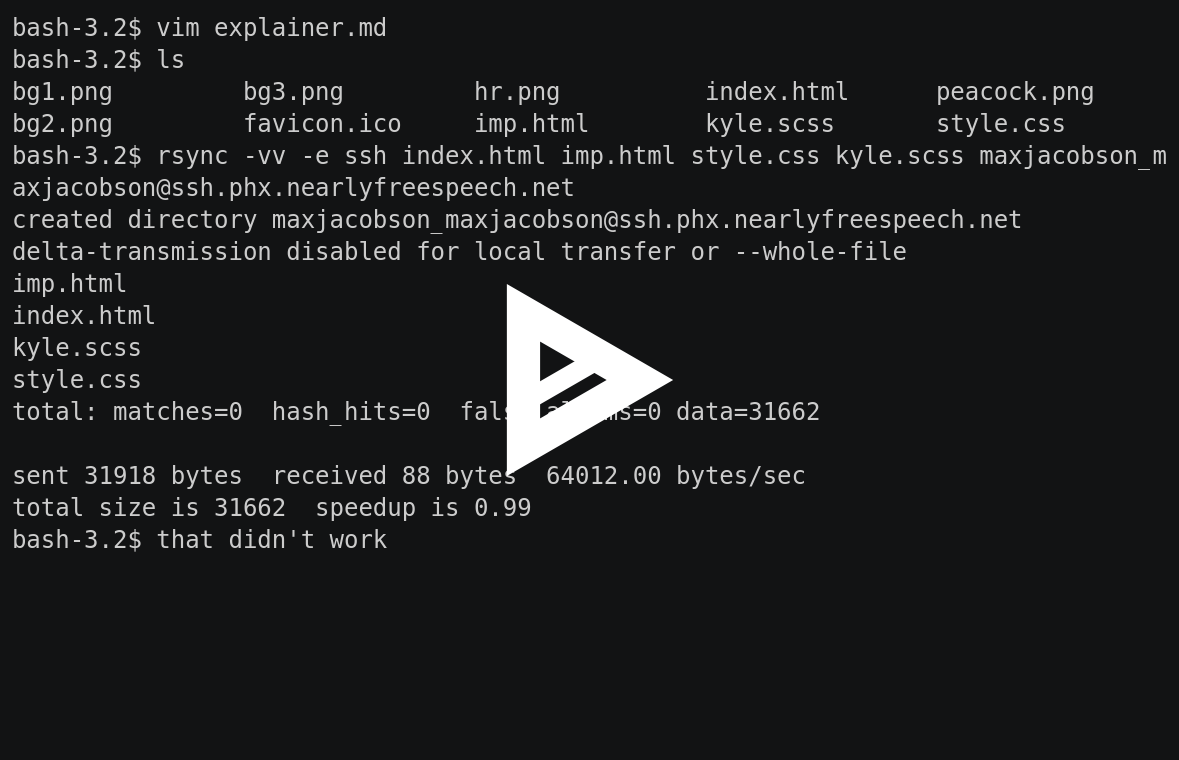 bash-3.2$ vim explainer.md
bash-3.2$ ls
bg1.png         bg3.png         hr.png          index.html      peacock.png
bg2.png         favicon.ico     imp.html        kyle.scss       style.css
bash-3.2$ rsync -vv -e ssh index.html imp.html style.css kyle.scss maxjacobson_m
axjacobson@ssh.phx.nearlyfreespeech.net
created directory maxjacobson_maxjacobson@ssh.phx.nearlyfreespeech.net
delta-transmission disabled for local transfer or --whole-file
imp.html
index.html
kyle.scss
style.css
total: matches=0  hash_hits=0  data=31662
sent 31918 bytes  received 88 bytes  64012.00 bytes/sec
total size is 31662  speedup is 0.99
bash-3.2$ that didn't work